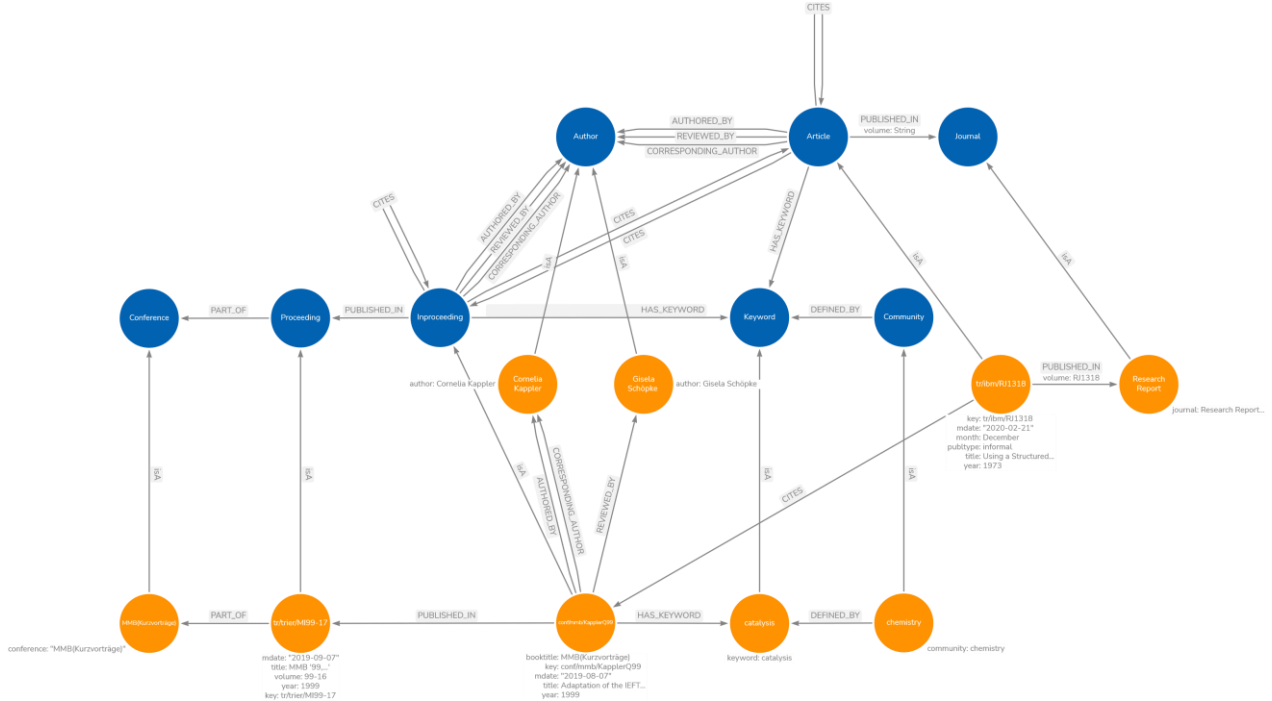 CITES
AUTHORED_BY
REVIEWED_BY
CORRESPONDING_AUTHOR
Author
Article
PUBLISHED_IN
volume: String
Journal
CITES
AUTHORED_BY
REVIEWED_BY
CORRESPONDING_AUTHOR
CITES
CITES
HAS_KEYWORD
isA
isA
isA
isA
Conference
PART_OF
Proceeding
PUBLISHED_IN
Inproceeding
HAS_KEYWORD
Keyword
DEFINED_BY
Community
author: Cornelia Kappler
Cornelia
Kappler
Gisela
Schöpke
author: Gisela Schöpke
tr/ibm/RJ1318
PUBLISHED_IN
volume: RJ1318
Research
Report
journal: Research Report...
key: tr/ibm/RJ1318
mdate: "2020-02-21"
month: December
pubtype: informal
title: Using a Structured...
year: 1973
isA
isA
isA
AUTHORED_BY
CORRESPONDING_AUTHOR
REVIEWED_BY
isA
CITES
isA
MMB(Kurzvorträge)
PART_OF
tr/trier/MI99-17
PUBLISHED_IN
conf/mmb/KapplerQ99
HAS_KEYWORD
catalysis
DEFINED_BY
chemistry
conference: "MMB(Kurzvorträge)"
mdate: "2019-09-07"
title: MMB '99,...'
volume: 99-16
year: 1999
key: tr/trier/MI99-17
booktitle: MMB(Kurzvorträge)
key: conf/mmb/KapplerQ99
mdate: "2019-08-07"
title: Adaptation of the IEFT...
year: 1999
keyword: catalysis
community: chemistry